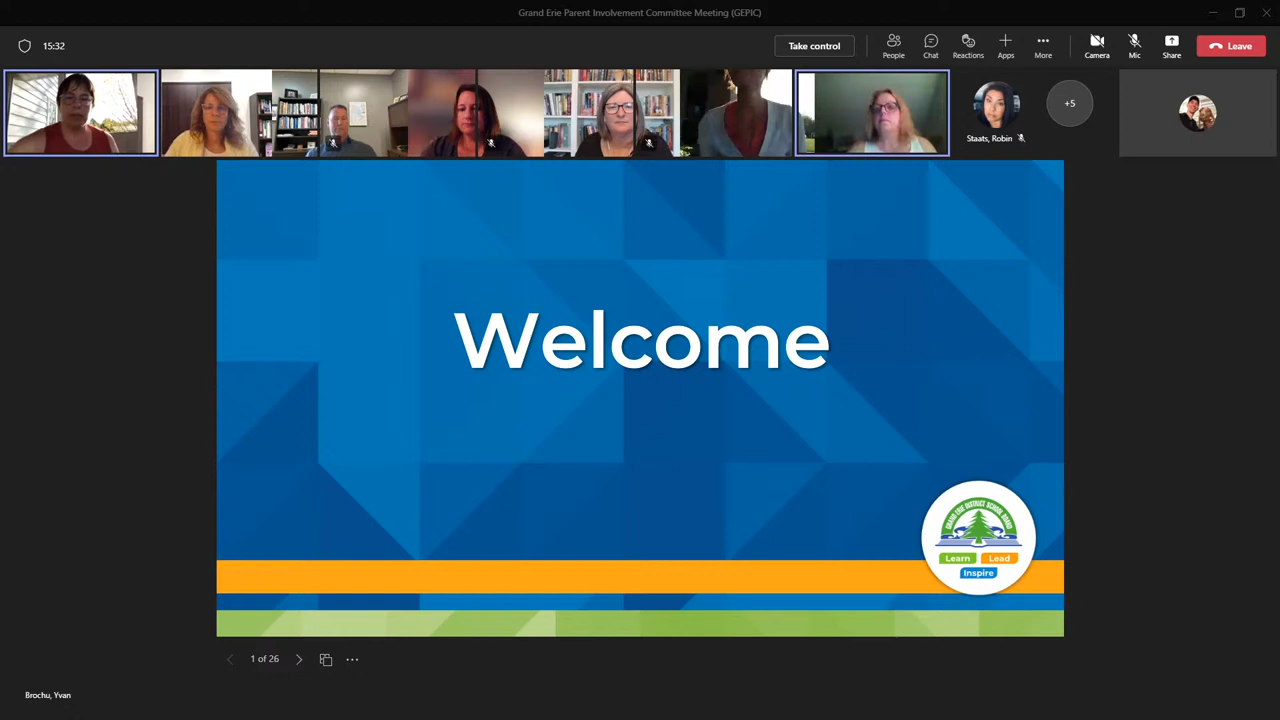 Grand Erie Parent Involvement Committee Meeting (GEPIC)
15:32
Take control
People
Chat
Reactions
Apps
More
Camera
Mic
Share
Leave
Staats, Robin
+5
Welcome
GRAND ERIE DISTRICT SCHOOL BOARD
Learn
Lead
Inspire
1 of 26
Brochu, Yvan